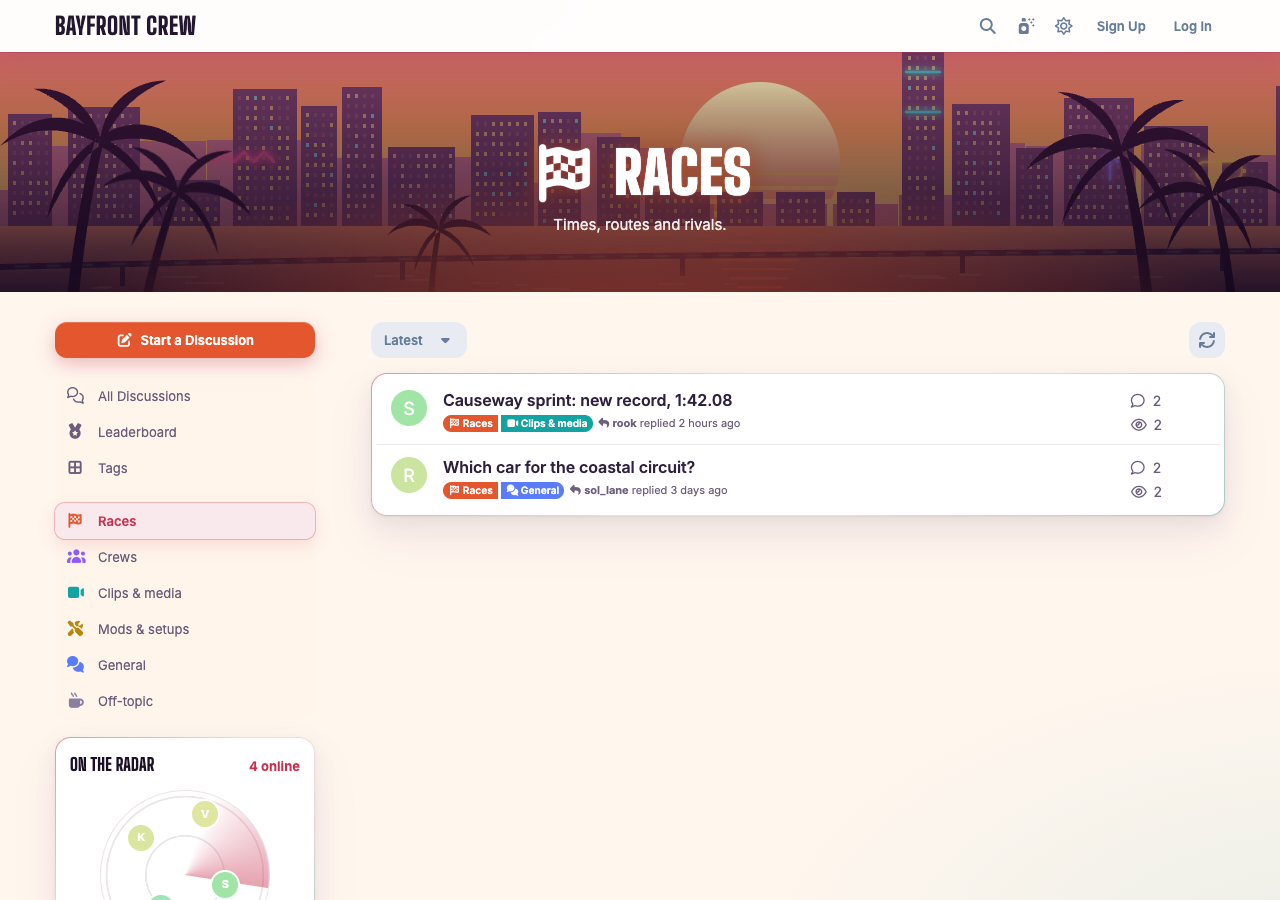 BAYFRONT CREW
Sign Up
Log In
RACES
Times, routes and rivals.
Start a Discussion
Latest
All Discussions
Leaderboard
Tags
Races
Crews
Clips & media
Mods & setups
General
Off-topic
Causeway sprint: new record, 1:42.08
2
Races Clips & media rook replied 2 hours ago
2
Which car for the coastal circuit?
2
Races General sol_lane replied 3 days ago
2
ON THE RADAR
4 online
V
K
S
S
R